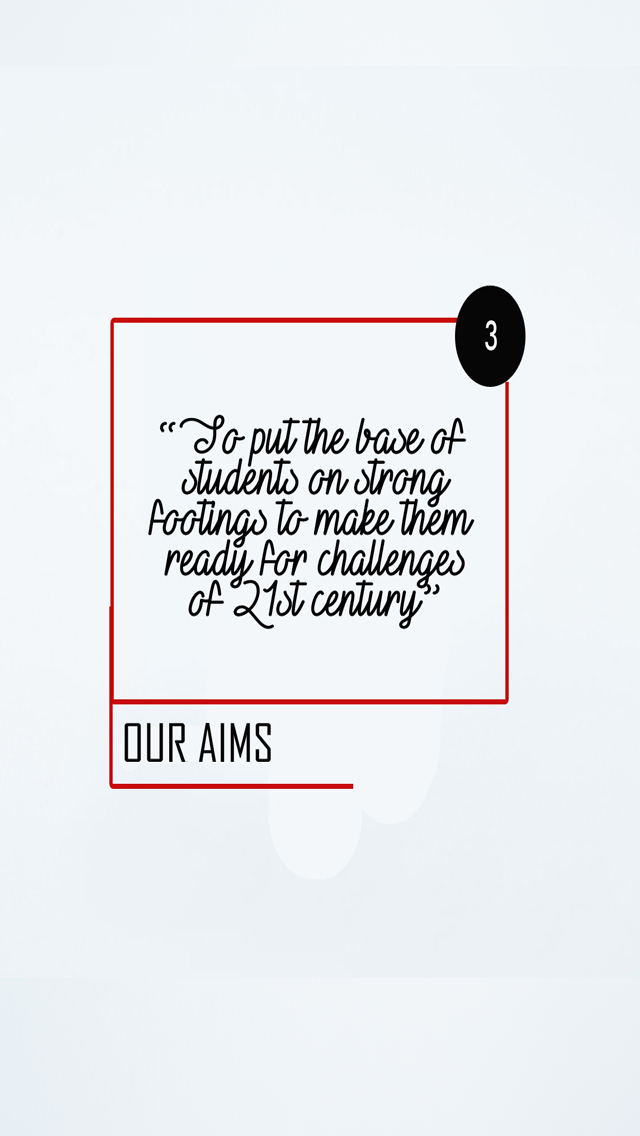 3
“To put the base of
students on strong
footings to make them
ready for challenges
of 21st century”
OUR AIMS